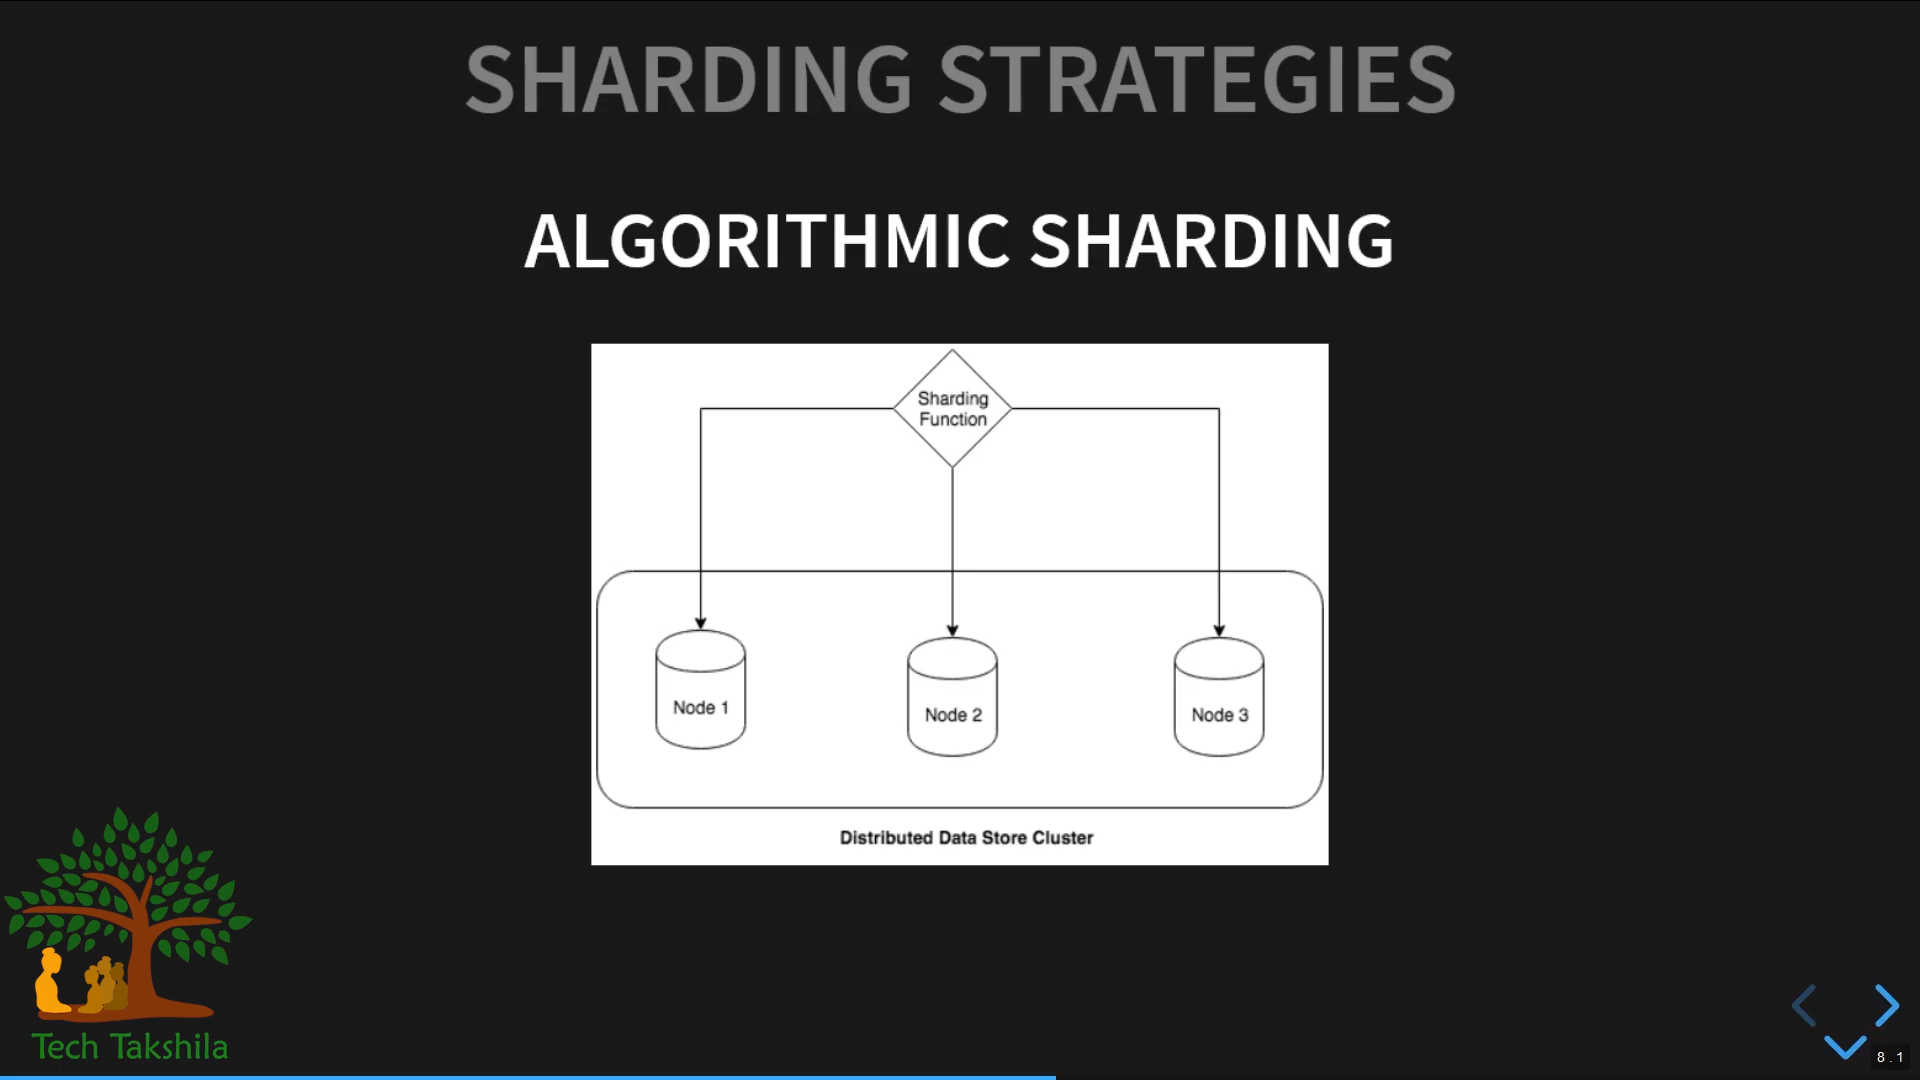 SHARDING STRATEGIES
ALGORITHMIC SHARDING
Sharding
Function
Node 1
Node 2
Node 3
Distributed Data Store Cluster
Tech Takshila
8.1